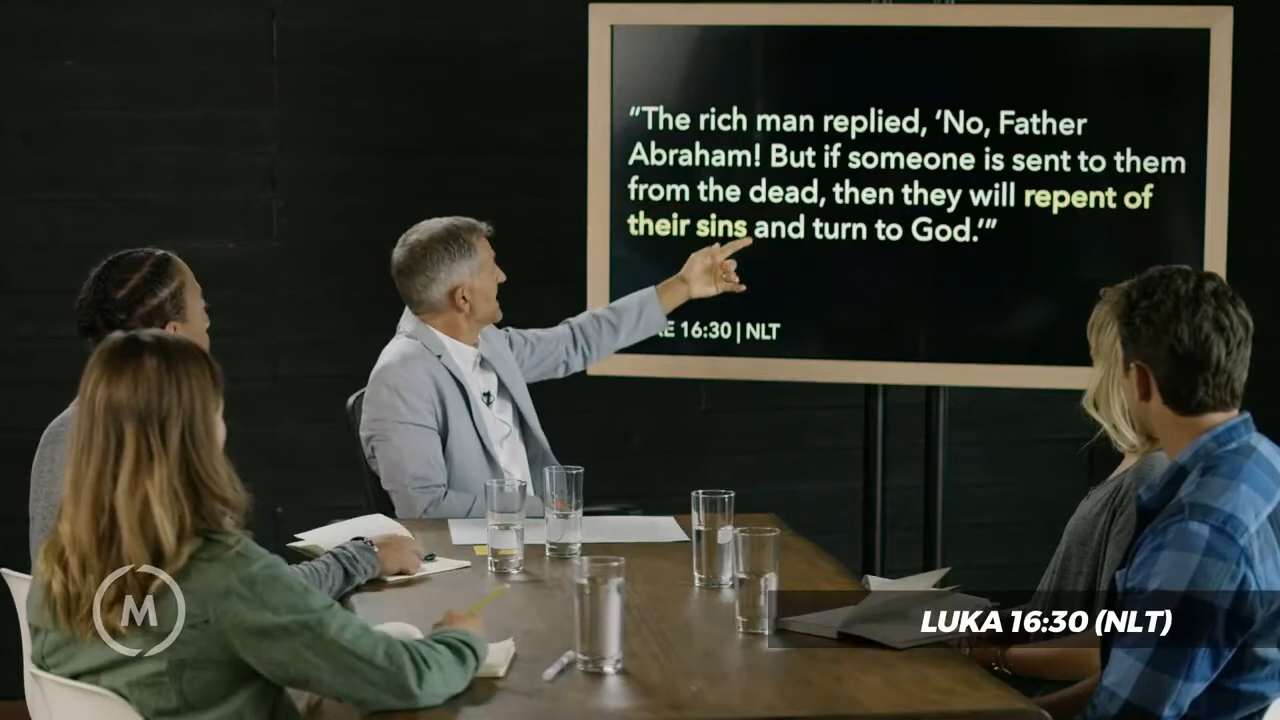 “The rich man replied, ‘No, Father
Abraham! But if someone is sent to them
from the dead, then they will repent of
their sins and turn to God.’”
16:30 | NLT
M
LUKA 16:30 (NLT)